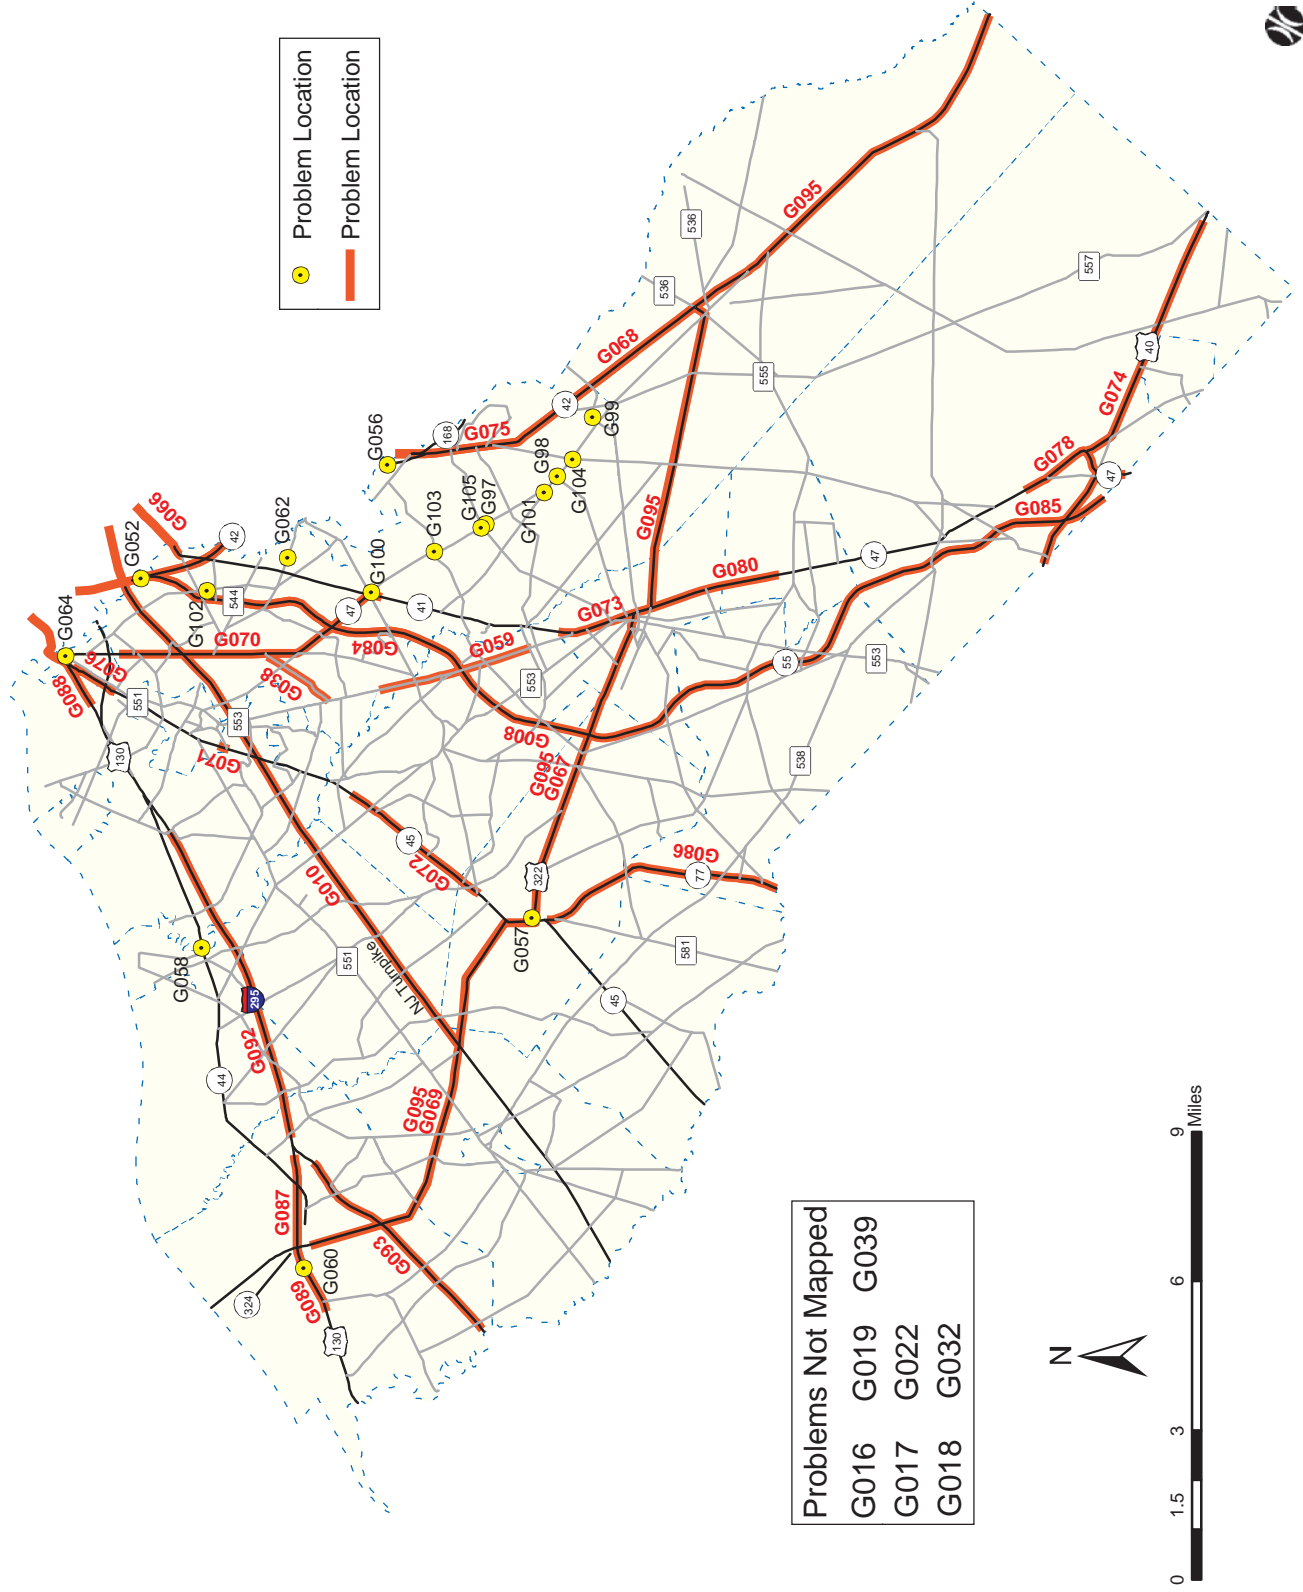 Problem Location
Problem Location
G064
G052
G066
G088
G076
G070
G102
G062
G056
G100
G103
G105
G97
G101
G98
G104
G99
G075
G068
G095
G095
G080
G073
G059
G084
G038
G071
G008
G095
G067
G010
G072
NJ Turnpike
G057
G086
G058
G092
G095
G069
G087
G093
G089
G060
G074
G078
G085
42
544
47
41
168
42
536
536
555
557
40
47
47
55
553
553
553
551
130
538
45
322
77
581
551
295
44
45
324
130
Problems Not Mapped
G016 G019 G039
G017 G022
G018 G032
N
0 1.5 3 6 9
Miles